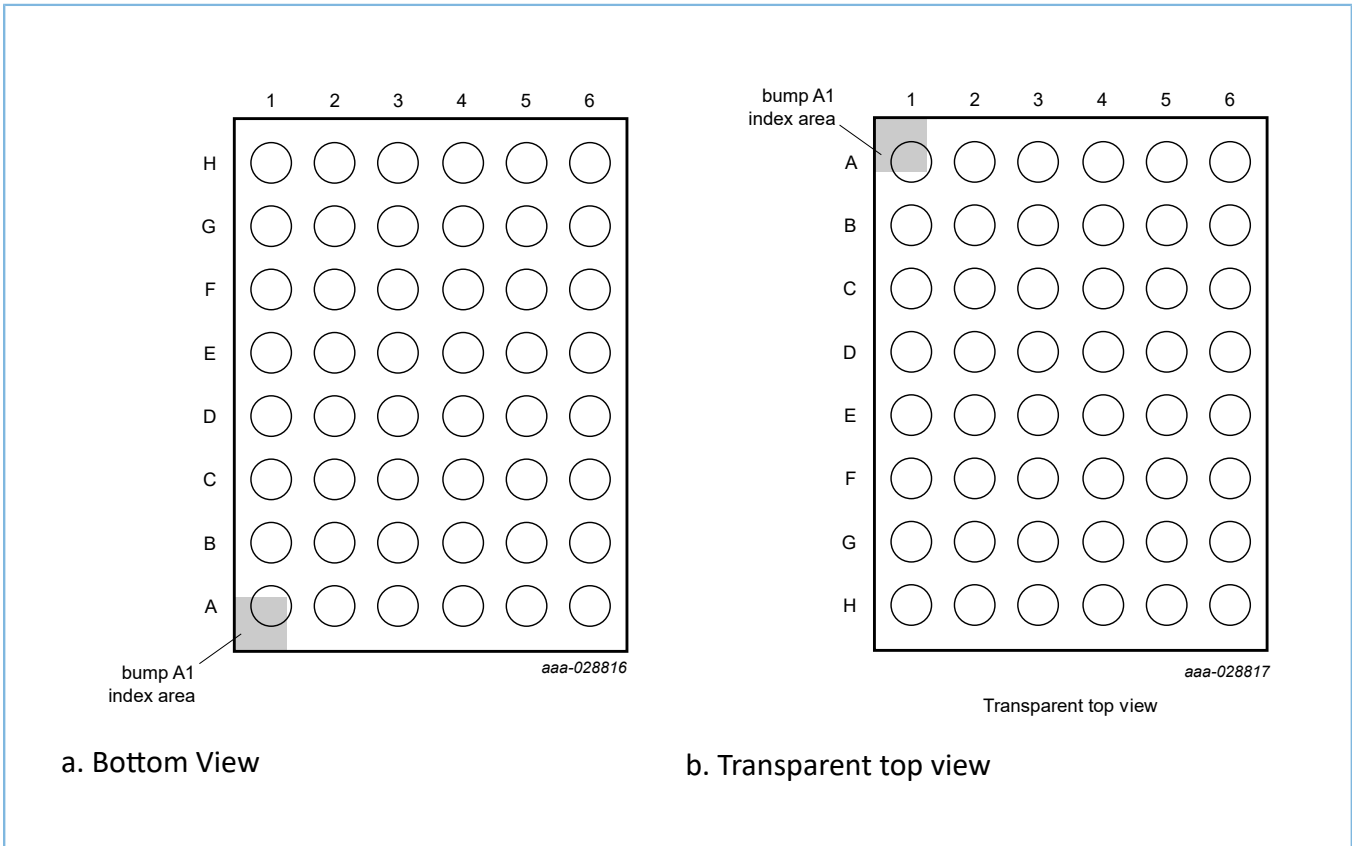 1 2 3 4 5 6
H
G
F
E
D
C
B
A
bump A1
index area
aaa-028816
a. Bottom View
bump A1
index area
1 2 3 4 5 6
A
B
C
D
E
F
G
H
aaa-028817
Transparent top view
b. Transparent top view